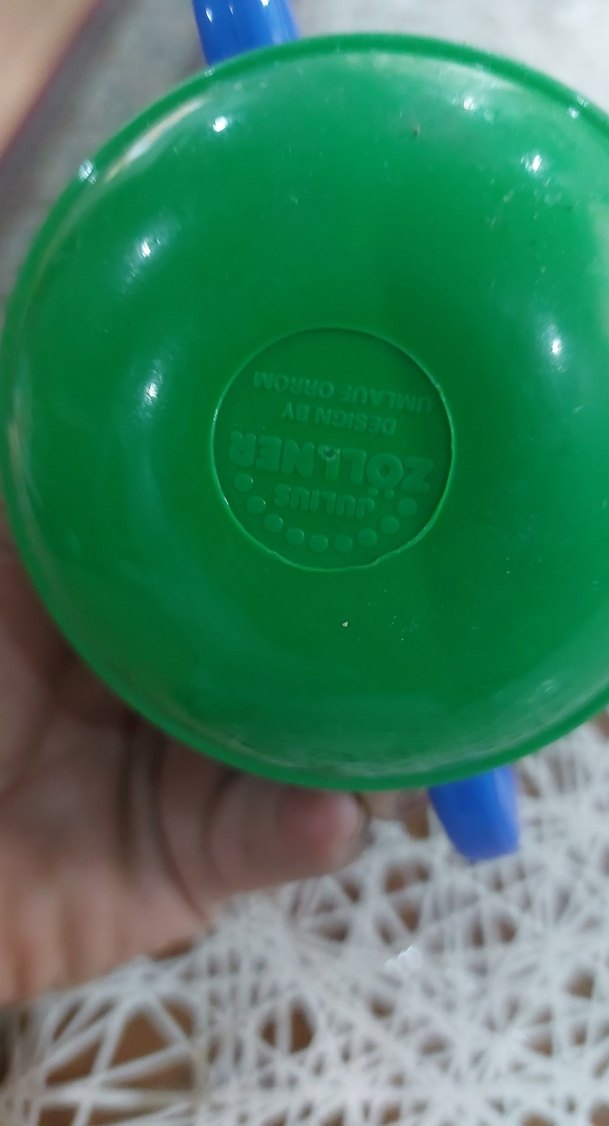 JULIUS
ZÖLLNER
DESIGN BY
UMLAUF ORROM